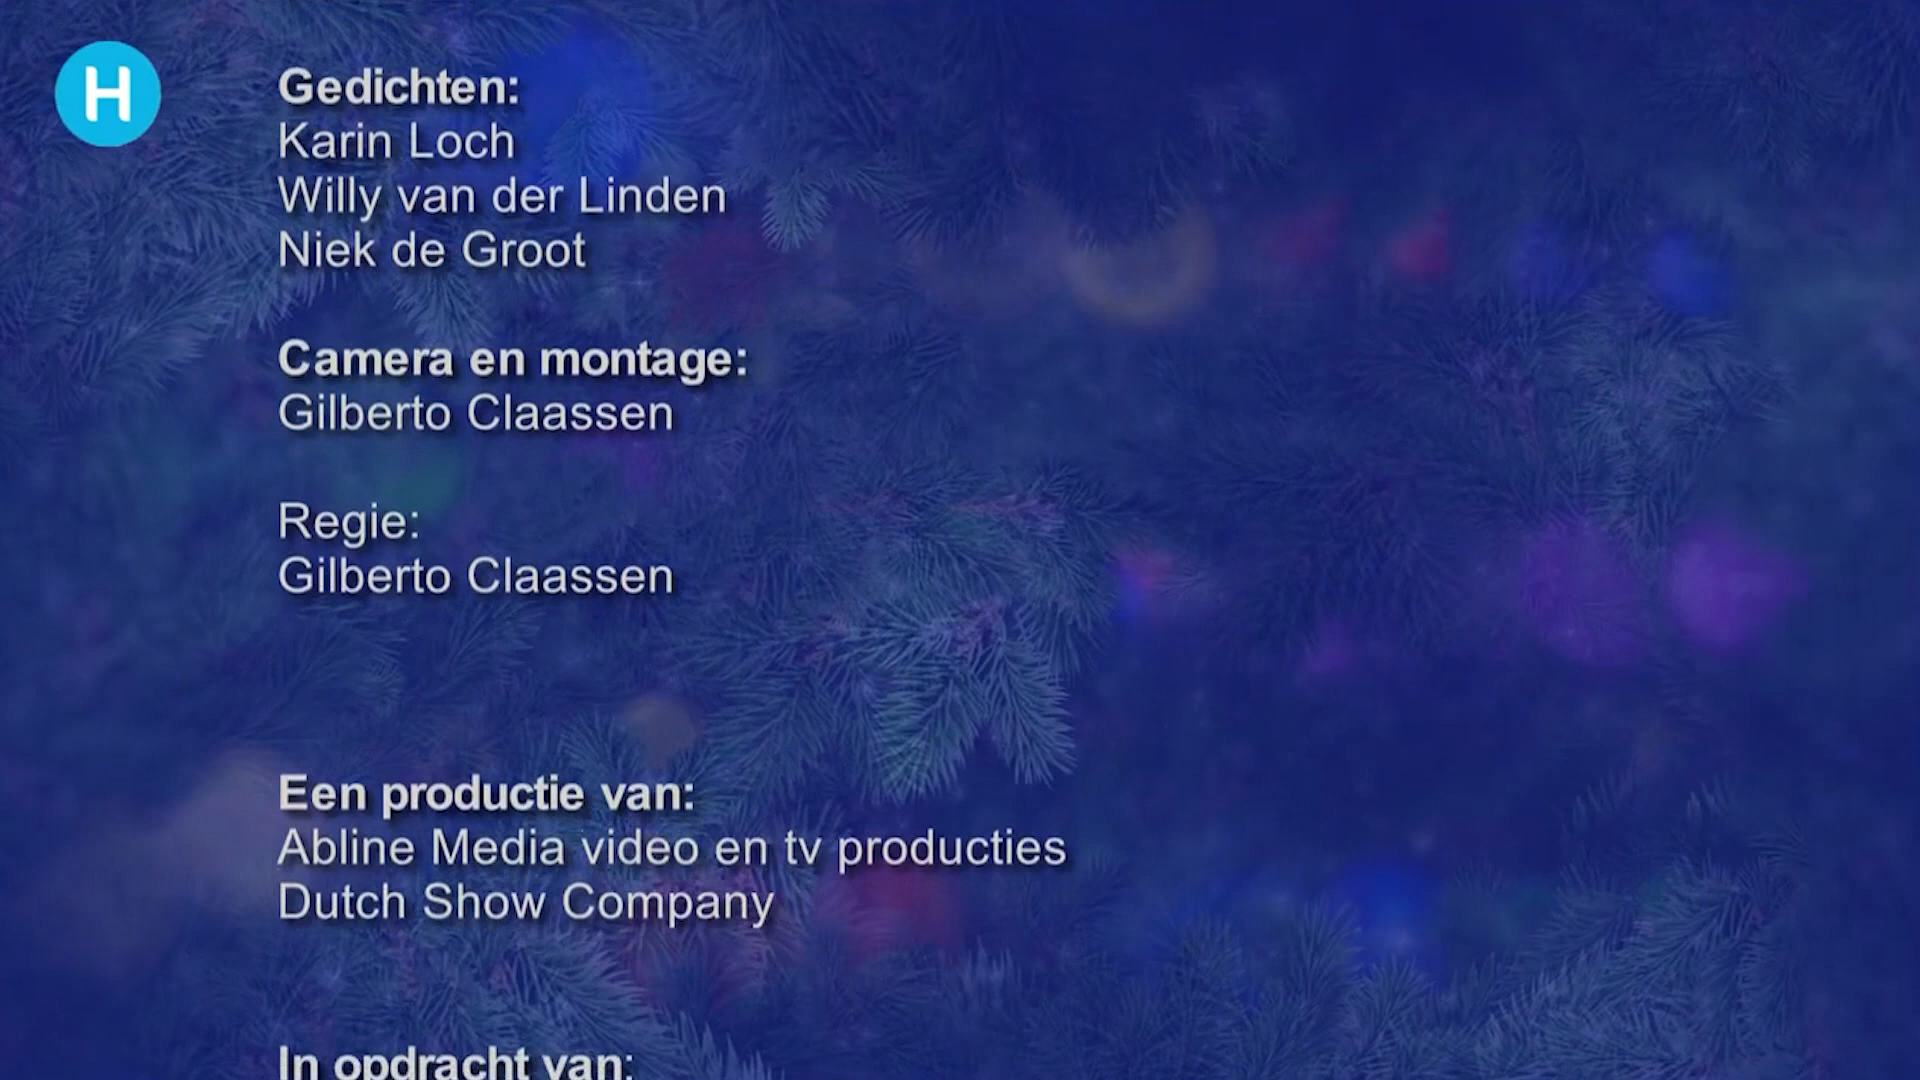 H
Gedichten:
Karin Loch
Willy van der Linden
Niek de Groot
Camera en montage:
Gilberto Claassen
Regie:
Gilberto Claassen
Een productie van:
Abline Media video en tv producties
Dutch Show Company
In opdracht van: